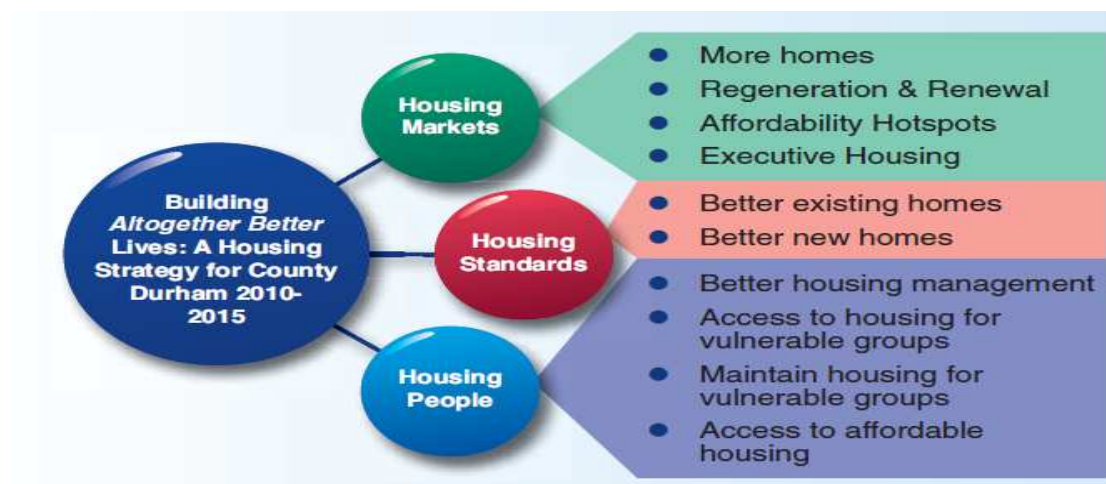 Building
Altogether Better
Lives: A Housing
Strategy for County
Durham 2010-
2015
Housing
Markets
More homes
Regeneration & Renewal
Affordability Hotspots
Executive Housing
Housing
Standards
Better existing homes
Better new homes
Housing
People
Better housing management
Access to housing for
vulnerable groups
Maintain housing for
vulnerable groups
Access to affordable
housing